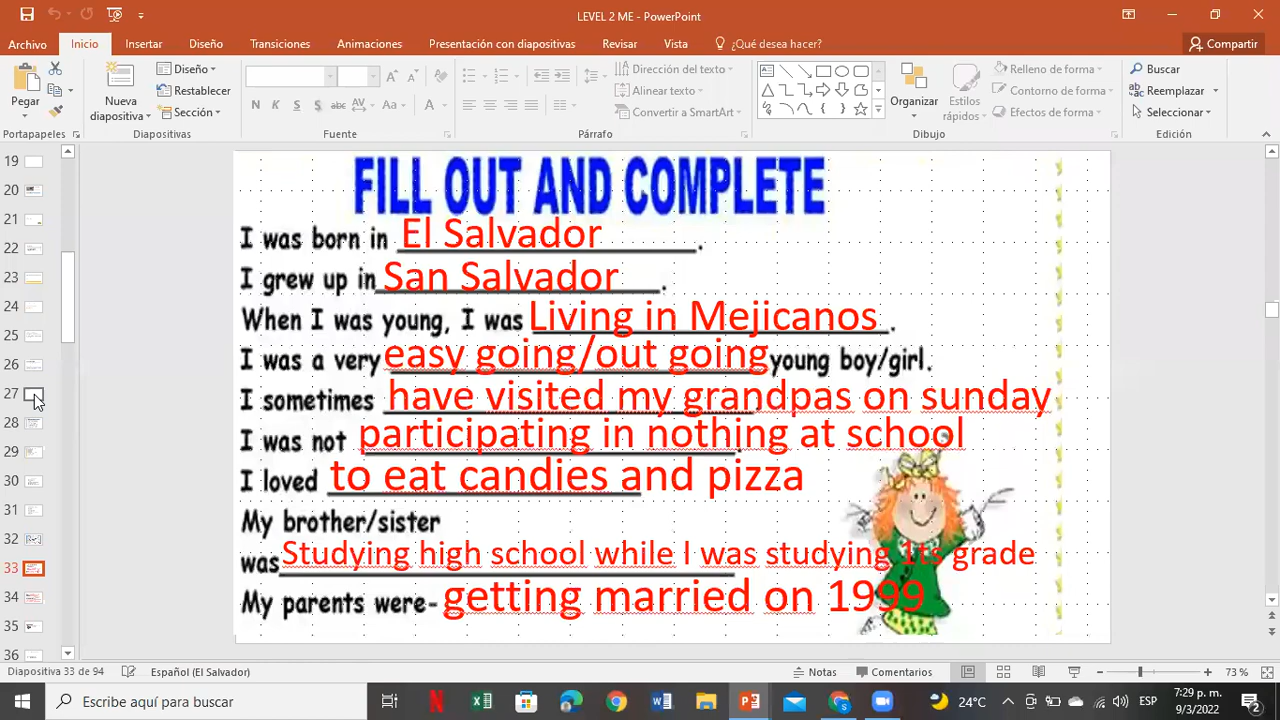 LEVEL 2 ME - PowerPoint
Archivo Inicio Insertar Diseño Transiciones Animaciones Presentación con diapositivas Revisar Vista ¿Qué desea hacer? Compartir
Pegar
Nueva diapositiva
Diseño
Restablecer
Sección
N K S S abc AV Aa A
Dirección del texto
Alinear texto
Convertir a SmartArt
Organizar
Estilos rápidos
Relleno de forma
Contorno de forma
Efectos de forma
Buscar
Reemplazar
Seleccionar
Portapapeles Diapositivas Fuente Párrafo Dibujo Edición
19
20
21
22
23
24
25
26
27
28
29
30
31
32
33
34
35
36
FILL OUT AND COMPLETE
I was born in El Salvador.
I grew up in San Salvador.
When I was young, I was Living in Mejicanos.
I was a very easy going/out going young boy/girl.
I sometimes have visited my grandpas on sunday
I was not participating in nothing at school.
I loved to eat candies and pizza
My brother/sister
was Studying high school while I was studying 1ts grade
My parents were- getting married on 1999
Diapositiva 33 de 94 Español (El Salvador) Notas Comentarios 73 %
Escribe aquí para buscar 24°C ESP 7:29 p. m.
9/3/2022 2